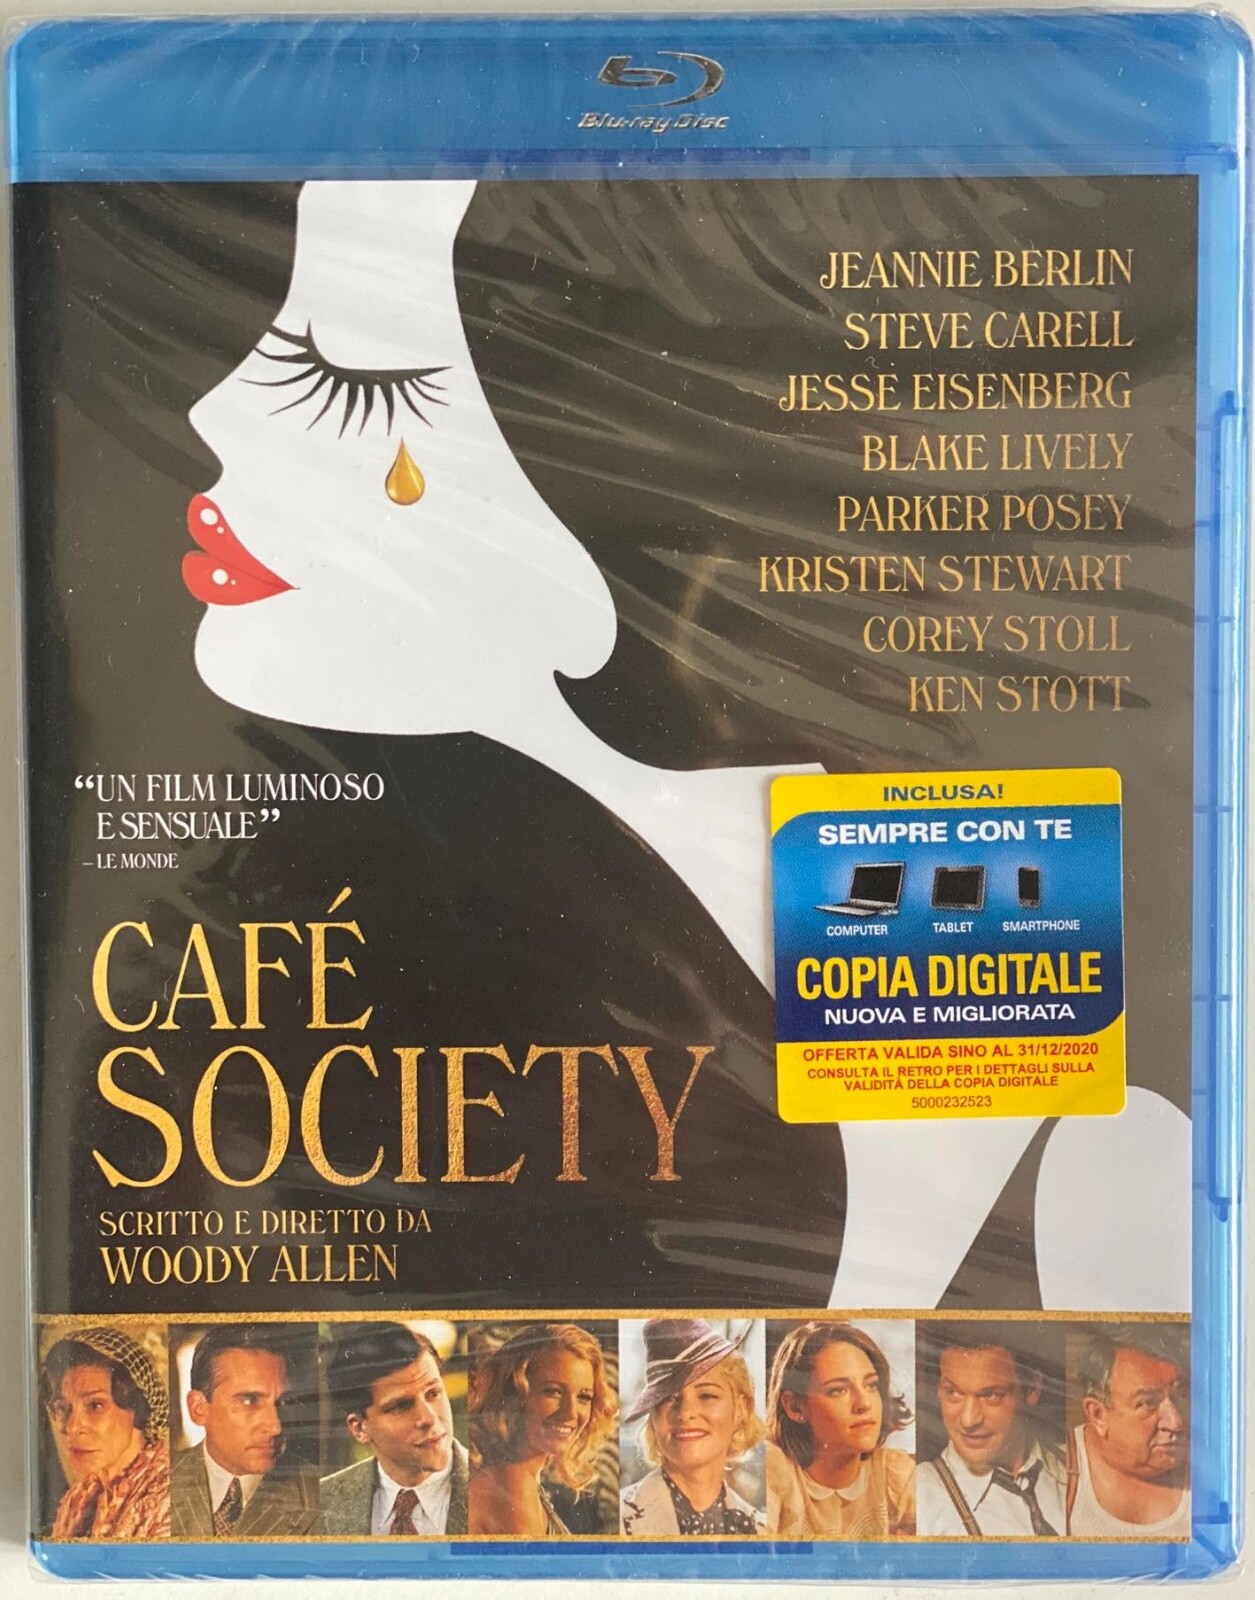 Blu-ray Disc
JEANNIE BERLIN
STEVE CARELL
JESSE EISENBERG
BLAKE LIVELY
PARKER POSEY
KRISTEN STEWART
COREY STOLL
KEN STOTT
“UN FILM LUMINOSO
E SENSUALE”
– LE MONDE
CAFÉ
SOCIETY
SCRITTO E DIRETTO DA
WOODY ALLEN
INCLUSA!
SEMPRE CON TE
COMPUTER TABLET SMARTPHONE
COPIA DIGITALE
NUOVA E MIGLIORATA
OFFERTA VALIDA SINO AL 31/12/2020
CONSULTA IL RETRO PER I DETTAGLI SULLA
VALIDITÀ DELLA COPIA DIGITALE
5000232523